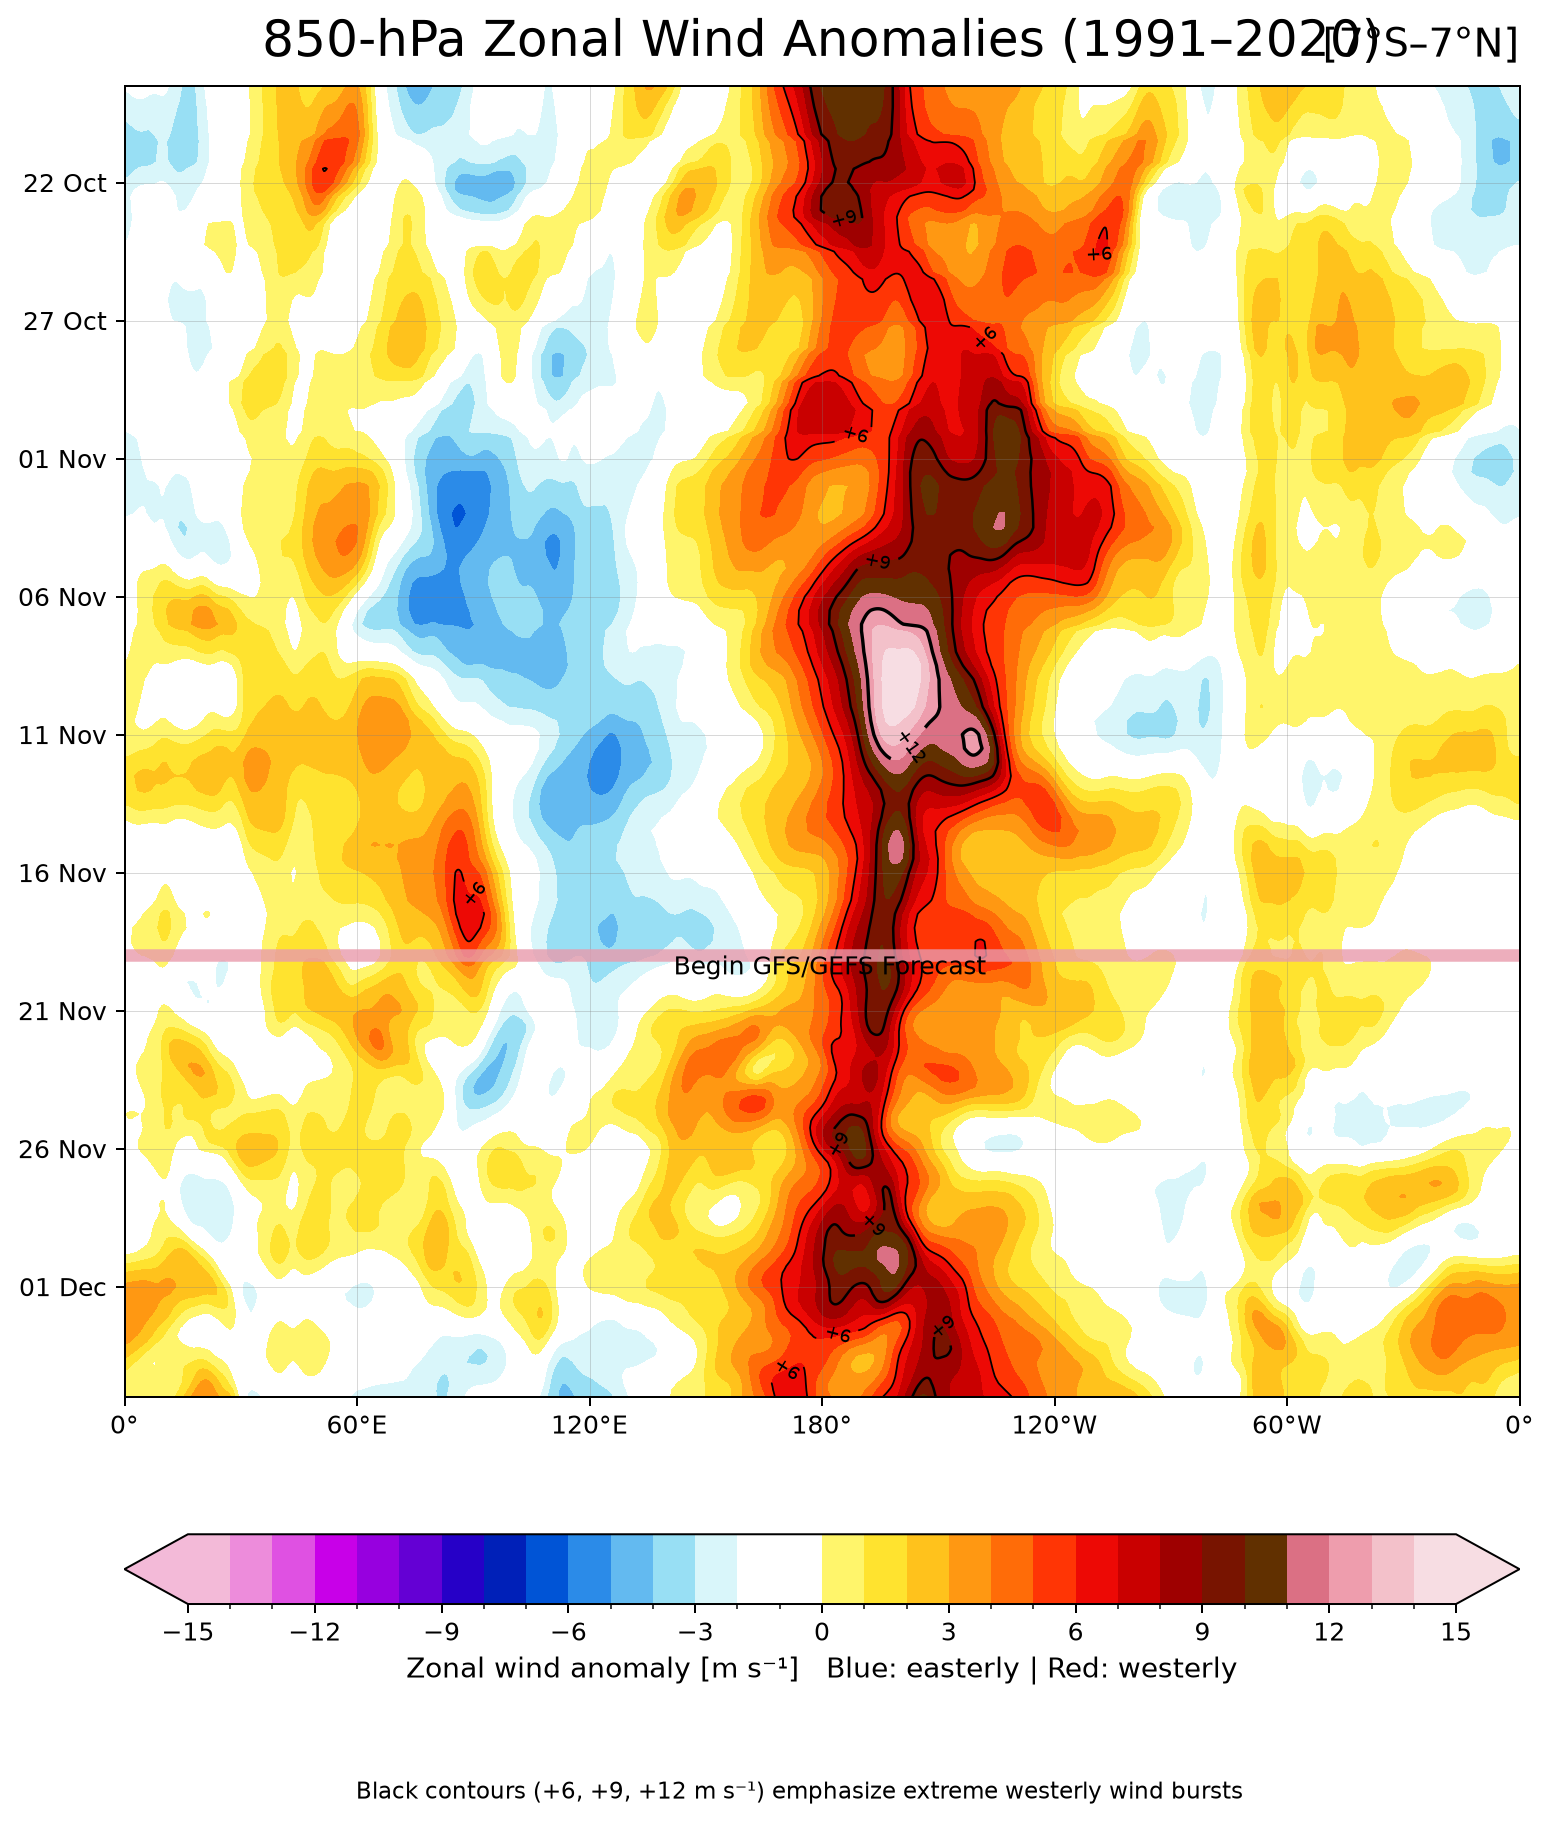 850-hPa Zonal Wind Anomalies (1991–2020)
[7°S–7°N]
22 Oct
27 Oct
01 Nov
06 Nov
11 Nov
16 Nov
21 Nov
26 Nov
01 Dec
+9
+6
+6
+6
+9
+12
+6
Begin GFS/GEFS Forecast
+9
+9
+9
+6
+6
0° 60°E 120°E 180° 120°W 60°W 0°
−15 −12 −9 −6 −3 0 3 6 9 12 15
Zonal wind anomaly [m s⁻¹]   Blue: easterly | Red: westerly
Black contours (+6, +9, +12 m s⁻¹) emphasize extreme westerly wind bursts